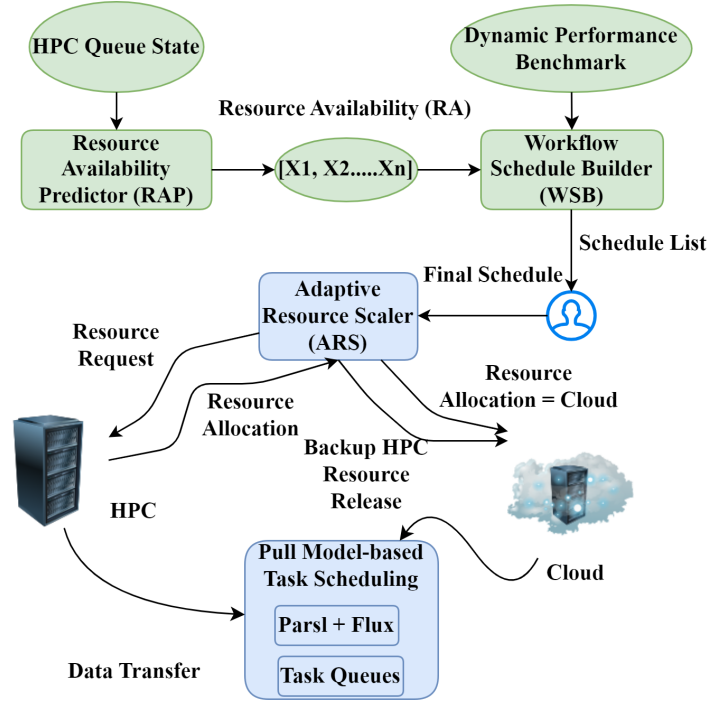 HPC Queue State
Dynamic Performance
Benchmark
Resource Availability (RA)
Resource
Availability
Predictor (RAP)
[X1, X2.....Xn]
Workflow
Schedule Builder
(WSB)
Schedule List
Final Schedule
Adaptive
Resource Scaler
(ARS)
Resource
Request
Resource
Allocation
Resource
Allocation = Cloud
Backup HPC
Resource
Release
HPC
Cloud
Pull Model-based
Task Scheduling
Parsl + Flux
Task Queues
Data Transfer